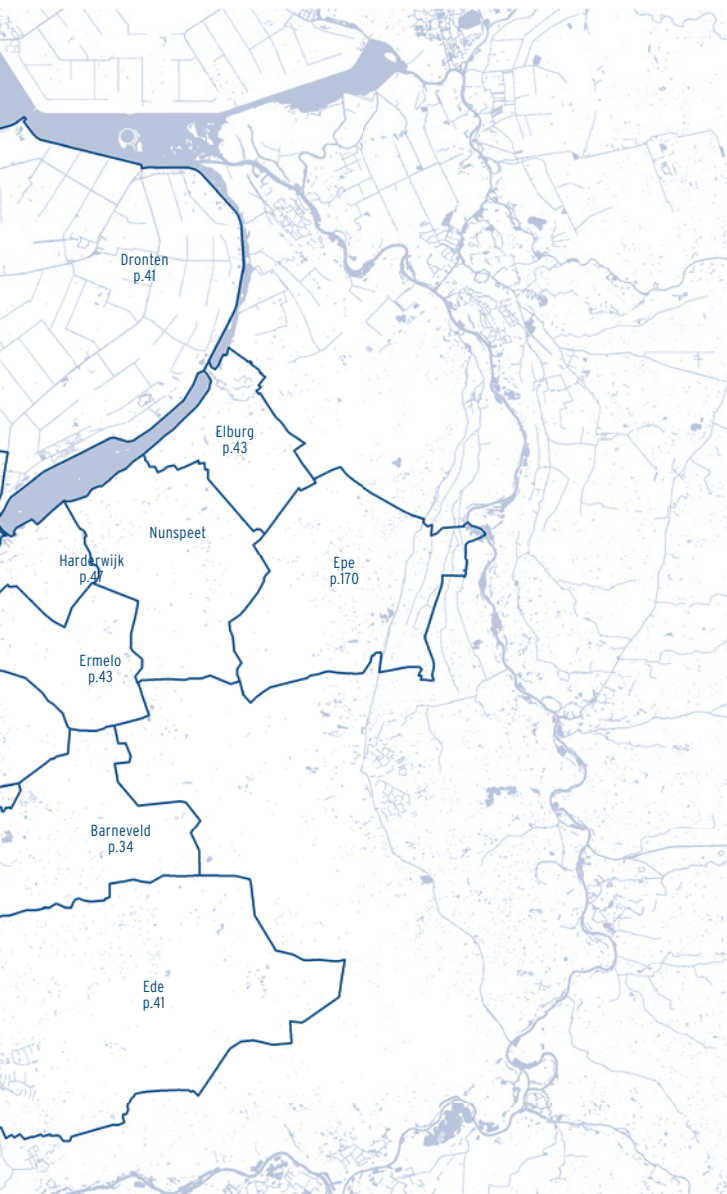 Dronten
p.41
Elburg
p.43
Nunspeet
Harderwijk
p.47
Epe
p.170
Ermelo
p.43
Barneveld
p.34
Ede
p.41